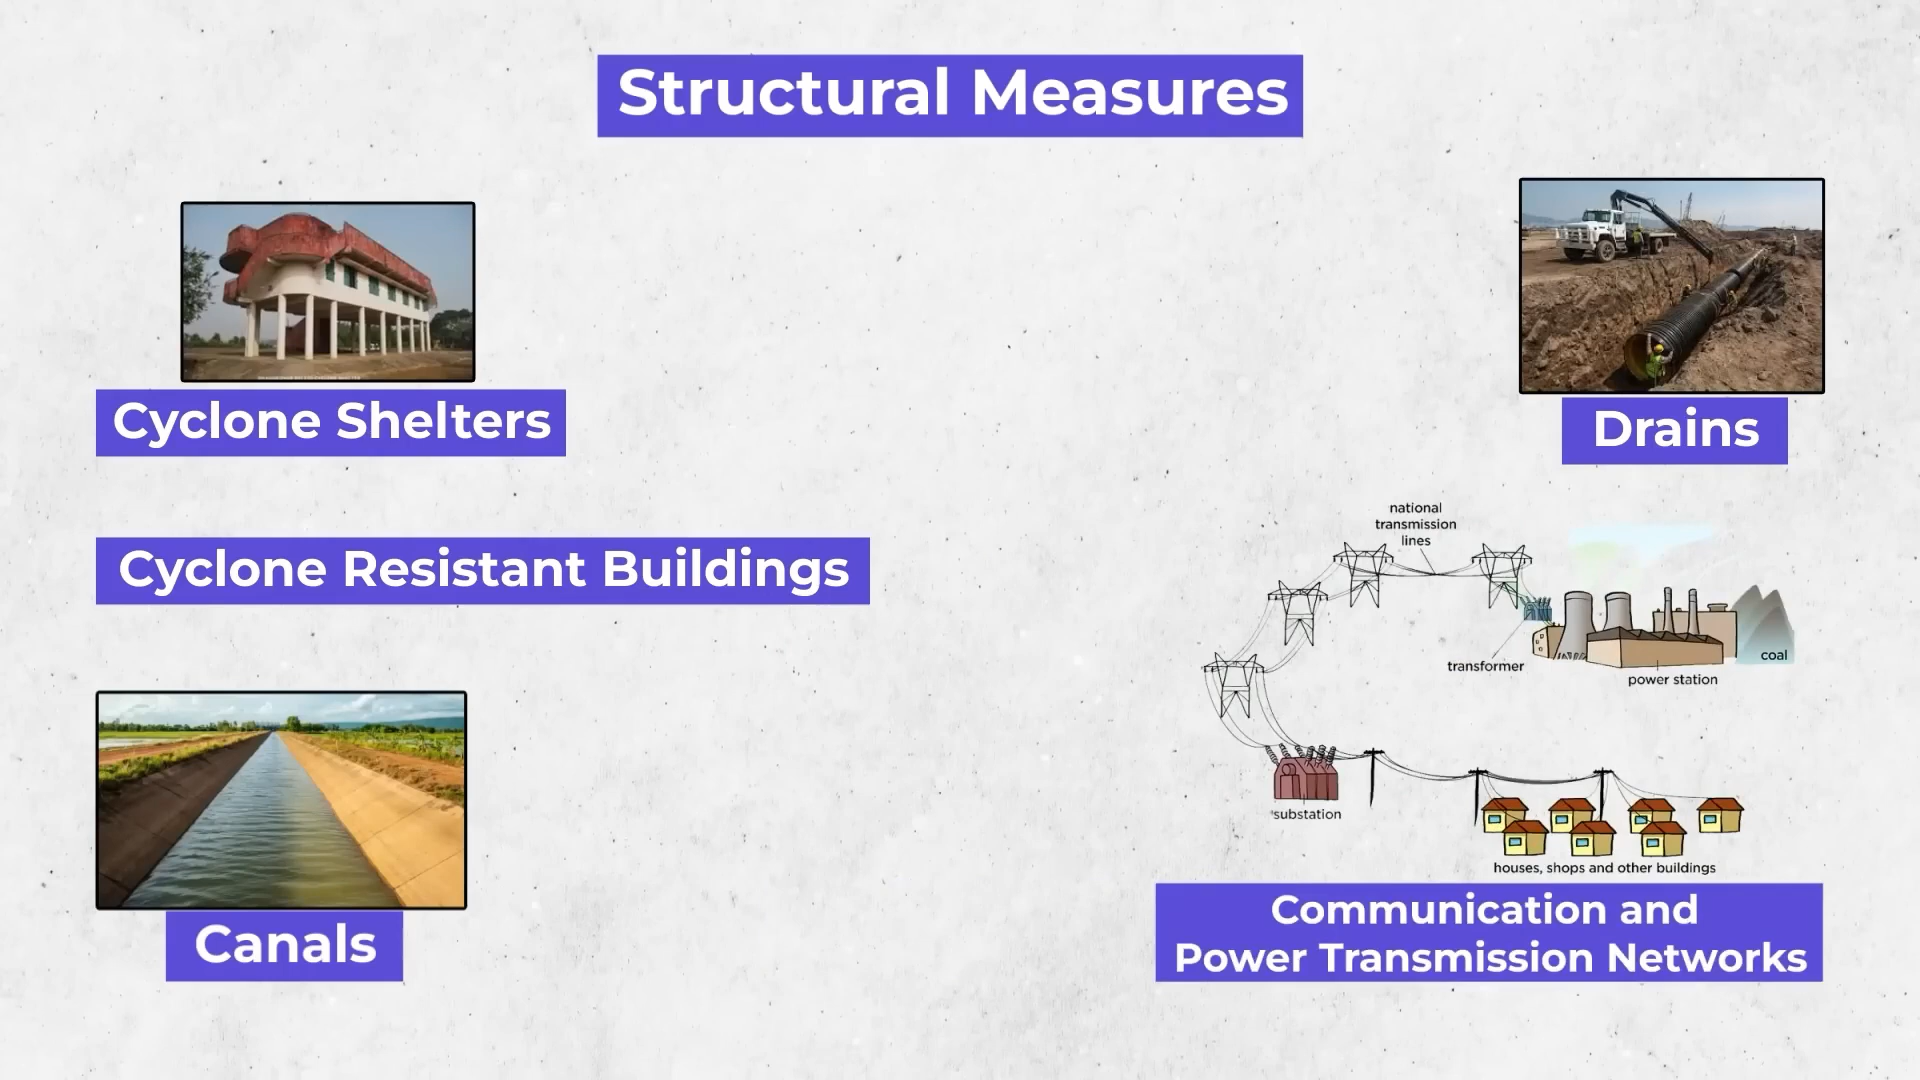 Structural Measures
Cyclone Shelters
Drains
Cyclone Resistant Buildings
Canals
national
transmission
lines
transformer
coal
power station
substation
houses, shops and other buildings
Communication and
Power Transmission Networks